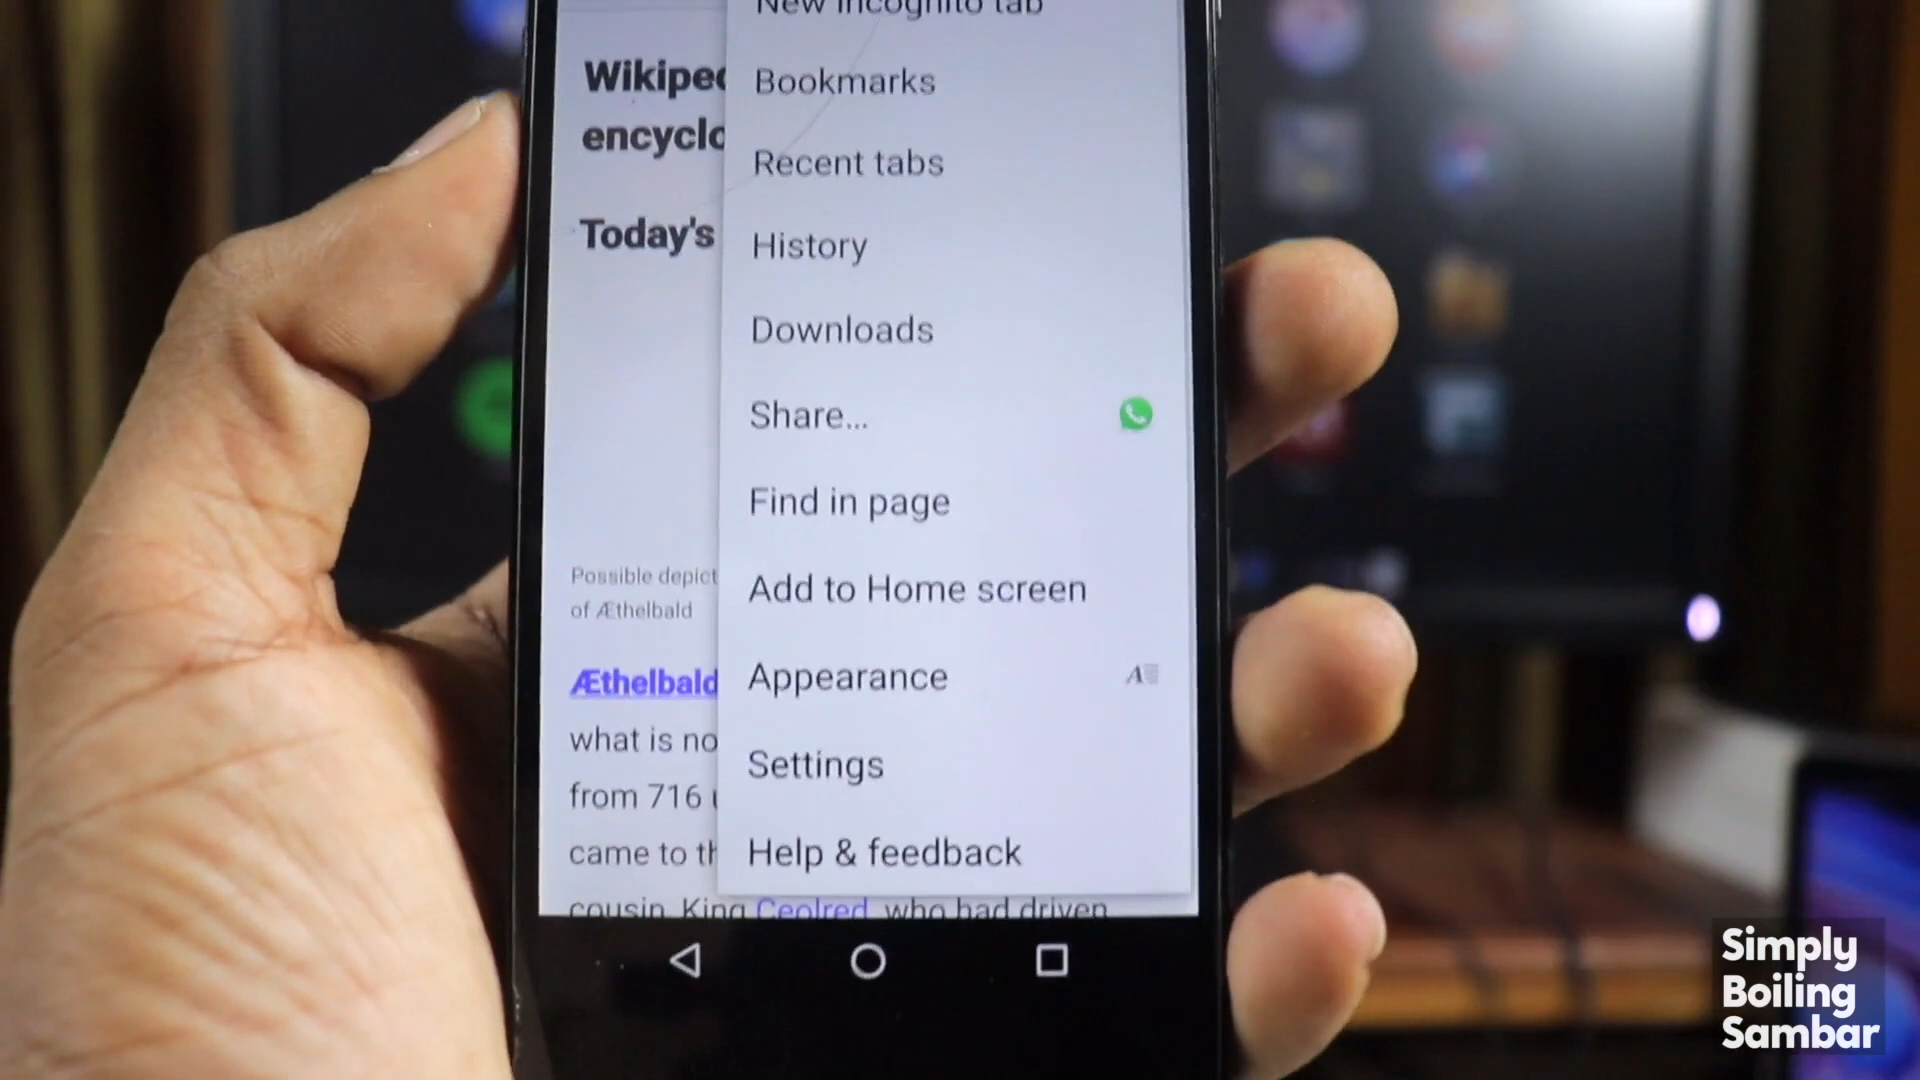 New incognito tab
Wikiped
encyclo
Today's
Possible depict
of Æthelbald
Æthelbald
what is no
from 716 u
came to th
cousin, King Ceolred, who had driven
Bookmarks
Recent tabs
History
Downloads
Share...
Find in page
Add to Home screen
Appearance
A
Settings
Help & feedback
Simply
Boiling
Sambar